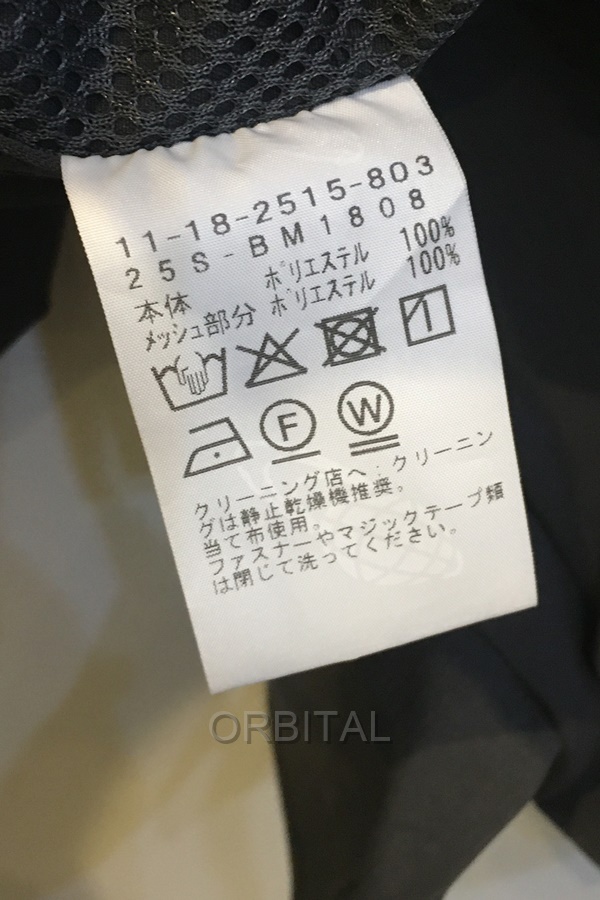 11-18-2515-803
25S-BM1808
本体 ポリエステル 100%
メッシュ部分 ポリエステル 100%
F W
クリーニング店へ:クリーニン
グは静止乾燥機推奨。
当て布使用。
ファスナーやマジックテープ類
は閉じて洗ってください。
ORBITAL